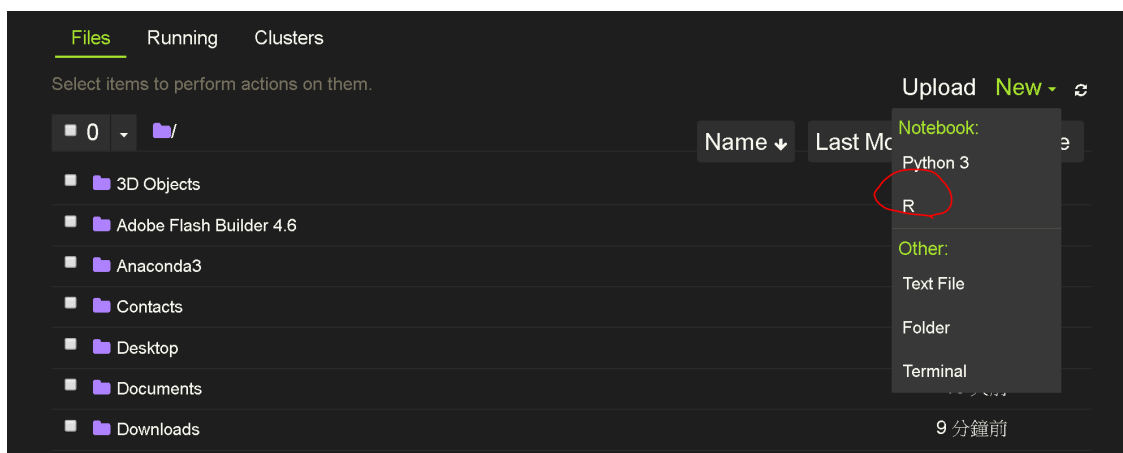 Files Running Clusters
Select items to perform actions on them.
Upload New
0 /
Name Last
Notebook:
Python 3
R
Other:
Text File
Folder
Terminal
3D Objects
Adobe Flash Builder 4.6
Anaconda3
Contacts
Desktop
Documents
Downloads
9 分鐘前